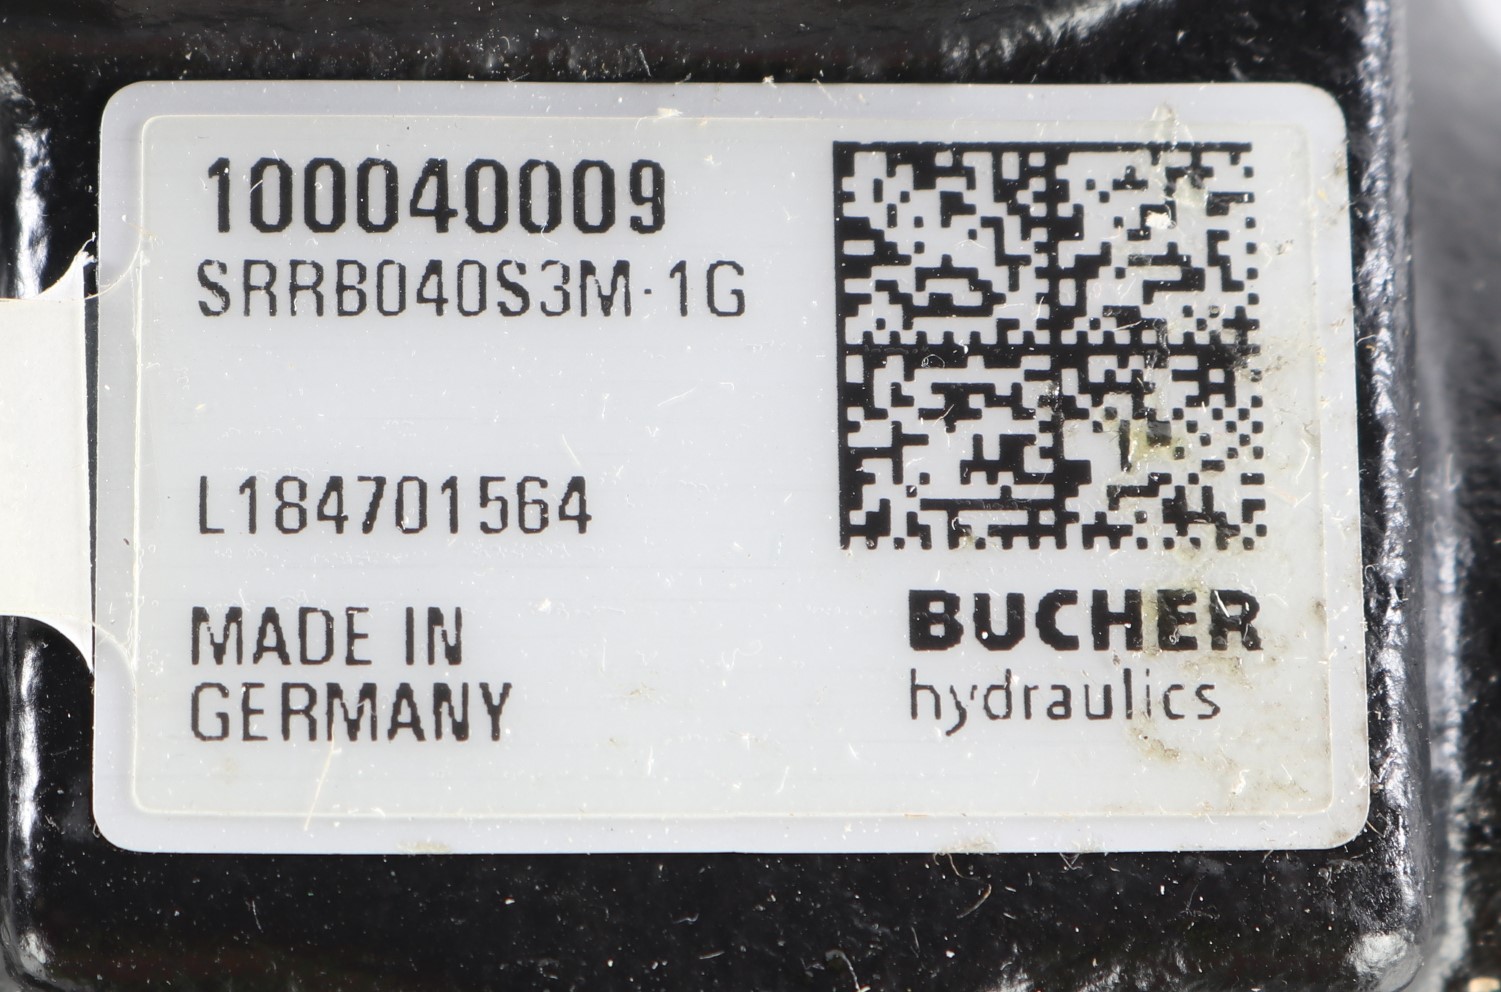 100040009
SRRB040S3M-1G
L184701564
MADE IN
GERMANY
BUCHER
hydraulics